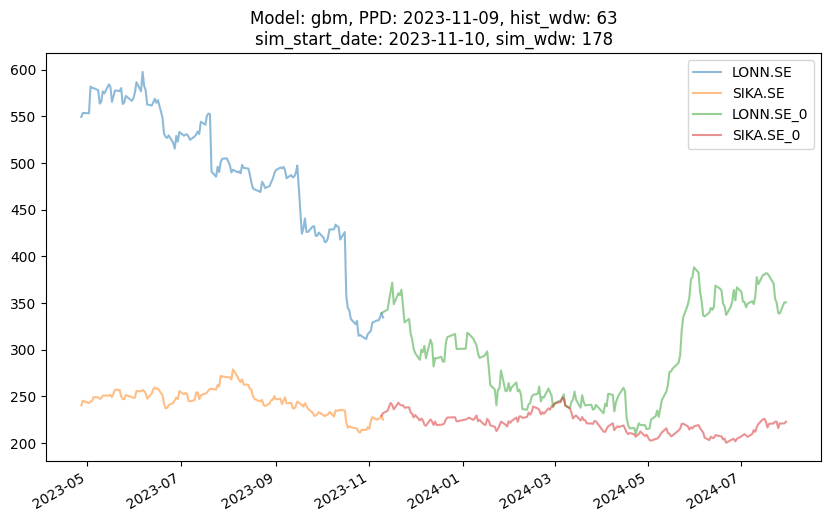 Model: gbm, PPD: 2023-11-09, hist_wdw: 63
sim_start_date: 2023-11-10, sim_wdw: 178
LONN.SE
SIKA.SE
LONN.SE_0
SIKA.SE_0
600
550
500
450
400
350
300
250
200
2023-05
2023-07
2023-09
2023-11
2024-01
2024-03
2024-05
2024-07